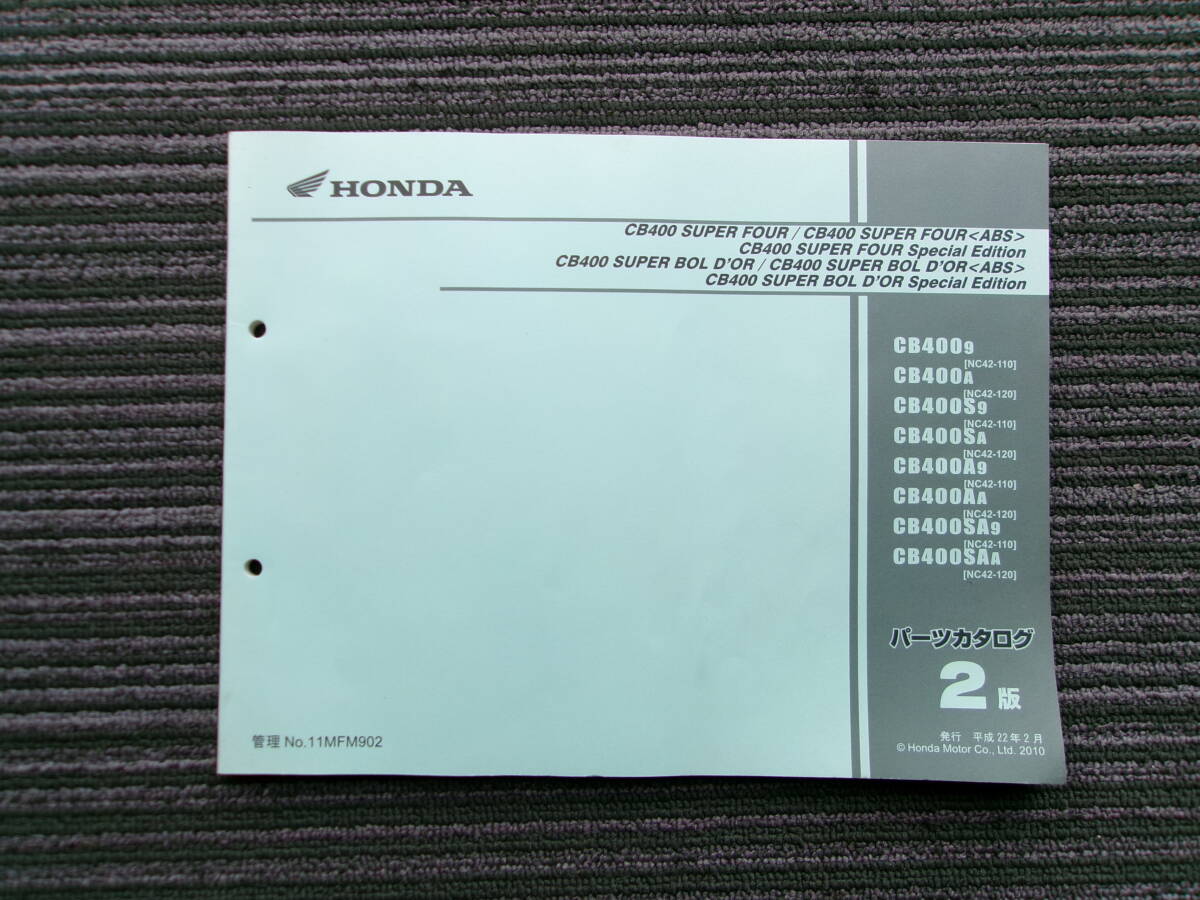 HONDA
CB400 SUPER FOUR / CB400 SUPER FOUR<ABS>
CB400 SUPER FOUR Special Edition
CB400 SUPER BOL D'OR / CB400 SUPER BOL D'OR<ABS>
CB400 SUPER BOL D'OR Special Edition
CB4009
[NC42-110]
CB400A
[NC42-120]
CB400S9
[NC42-110]
CB400SA
[NC42-120]
CB400A9
[NC42-110]
CB400AA
[NC42-120]
CB400SA9
[NC42-110]
CB400SAA
[NC42-120]
パーツカタログ
2版
管理 No.11MFM902
発行 平成22年2月
© Honda Motor Co., Ltd. 2010